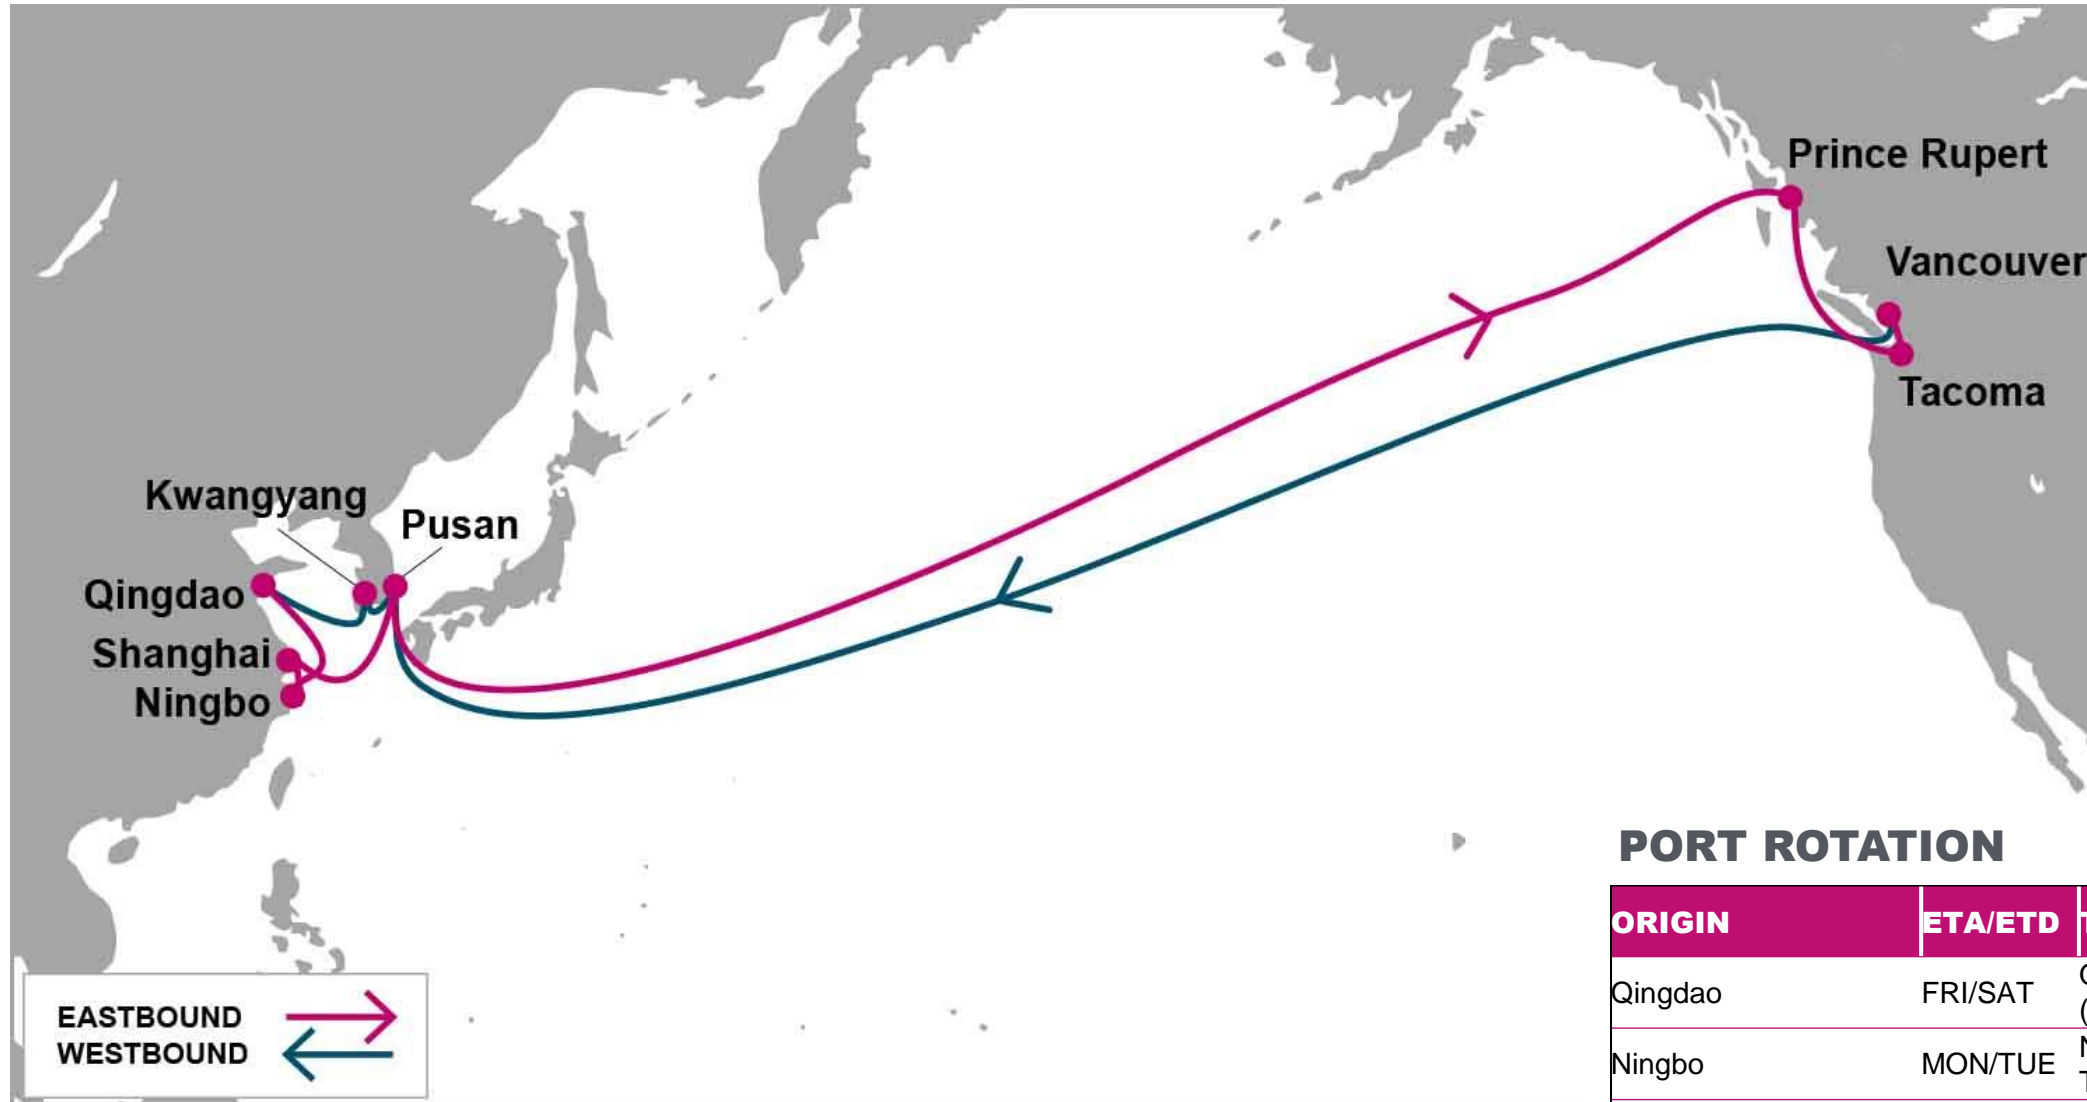 Prince Rupert
Vancouver
Tacoma
Kwangyang
Pusan
Qingdao
Shanghai
Ningbo
EASTBOUND
WESTBOUND
PORT ROTATION
ORIGIN ETA/ETD
Qingdao FRI/SAT
Ningbo MON/TUE